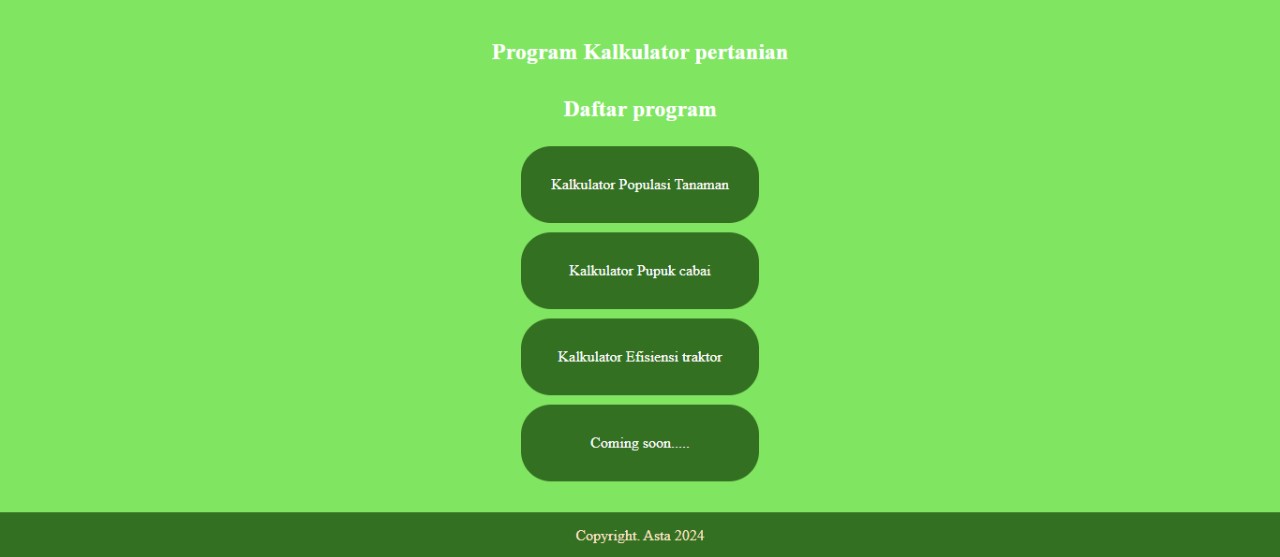 Program Kalkulator pertanian
Daftar program
Kalkulator Populasi Tanaman
Kalkulator Pupuk cabai
Kalkulator Efisiensi traktor
Coming soon.....
Copyright. Asta 2024